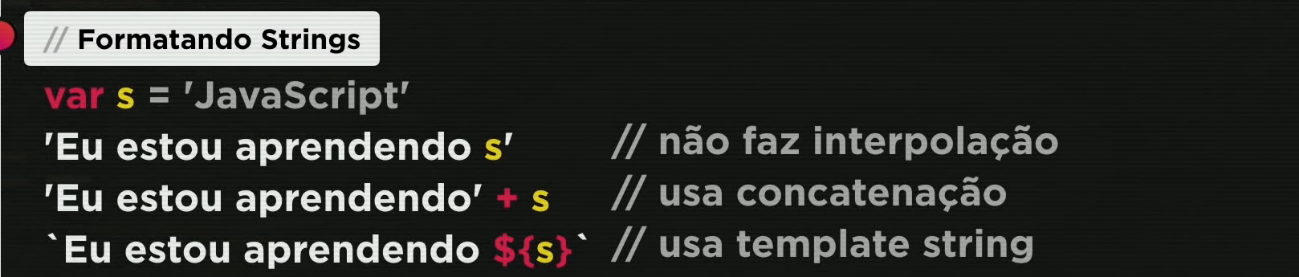 // Formatando Strings
var s = 'JavaScript'
'Eu estou aprendendo s' // não faz interpolação
'Eu estou aprendendo' + s // usa concatenação
`Eu estou aprendendo ${s}` // usa template string